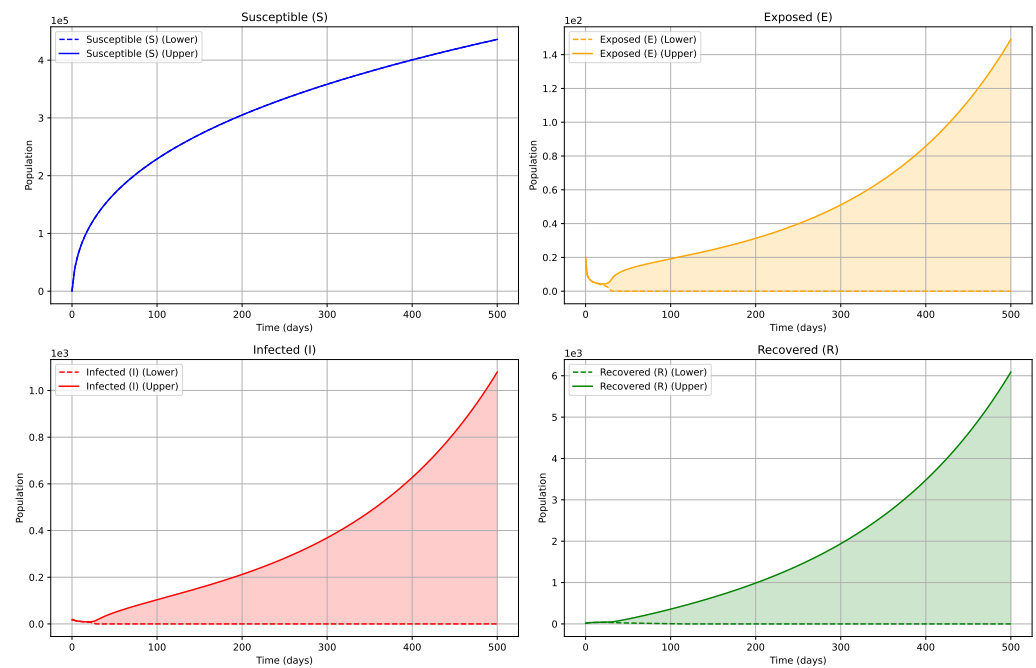 Susceptible (S)
1e5
Susceptible (S) (Lower)
Susceptible (S) (Upper)
Population
4
3
2
1
0
0 100 200 300 400 500
Time (days)
Exposed (E)
1e2
Exposed (E) (Lower)
Exposed (E) (Upper)
Population
1.4
1.2
1.0
0.8
0.6
0.4
0.2
0.0
0 100 200 300 400 500
Time (days)
Infected (I)
1e3
Infected (I) (Lower)
Infected (I) (Upper)
Population
1.0
0.8
0.6
0.4
0.2
0.0
0 100 200 300 400 500
Time (days)
Recovered (R)
1e3
Recovered (R) (Lower)
Recovered (R) (Upper)
Population
6
5
4
3
2
1
0
0 100 200 300 400 500
Time (days)